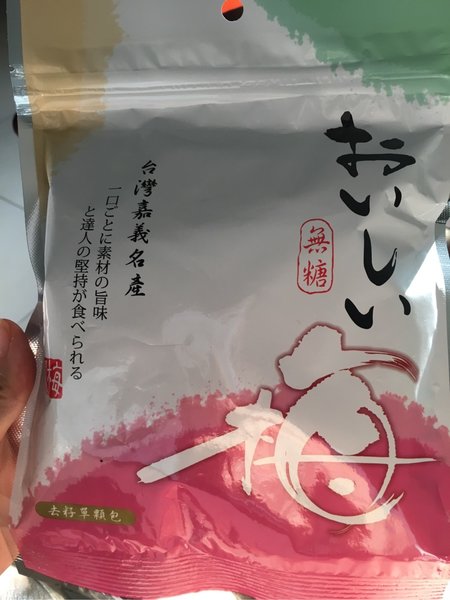 おいしい
無糖
梅
台灣嘉義名產
一口ごとに素材の旨味
と達人の堅持が食べられる
梅
去籽單顆包